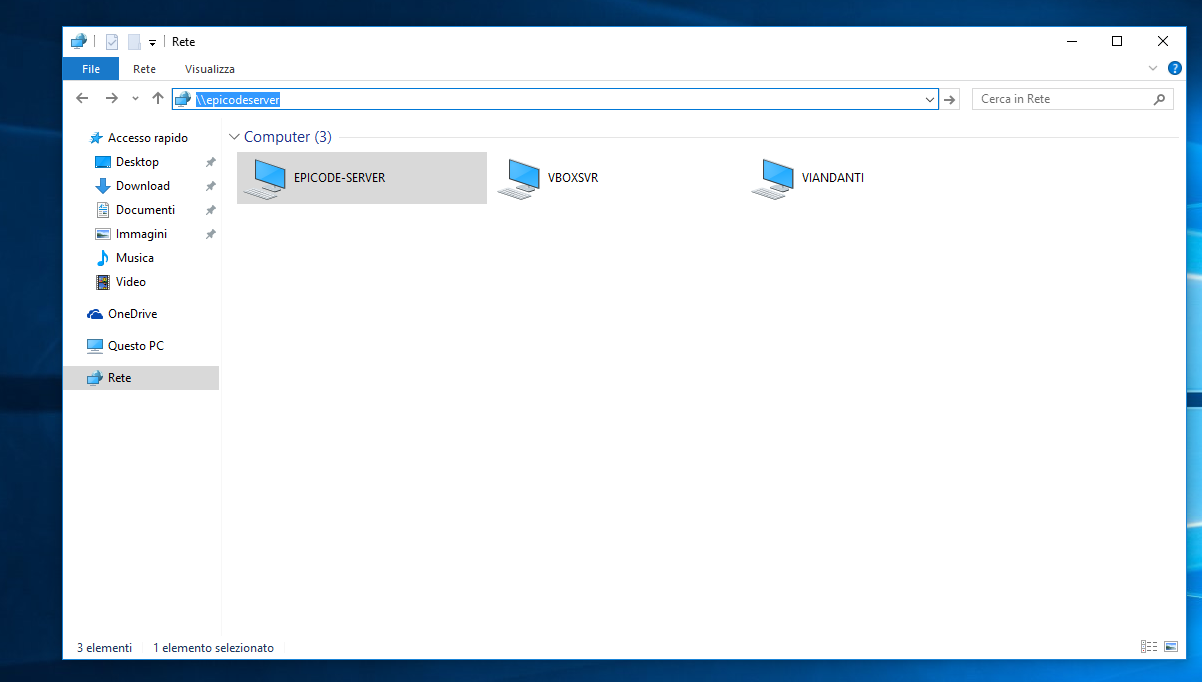 Rete
File Rete Visualizza
\\epicodeserver
Cerca in Rete
Accesso rapido
Desktop
Download
Documenti
Immagini
Musica
Video
OneDrive
Questo PC
Rete
Computer (3)
EPICODE-SERVER VBOXSVR VIANDANTI
3 elementi 1 elemento selezionato